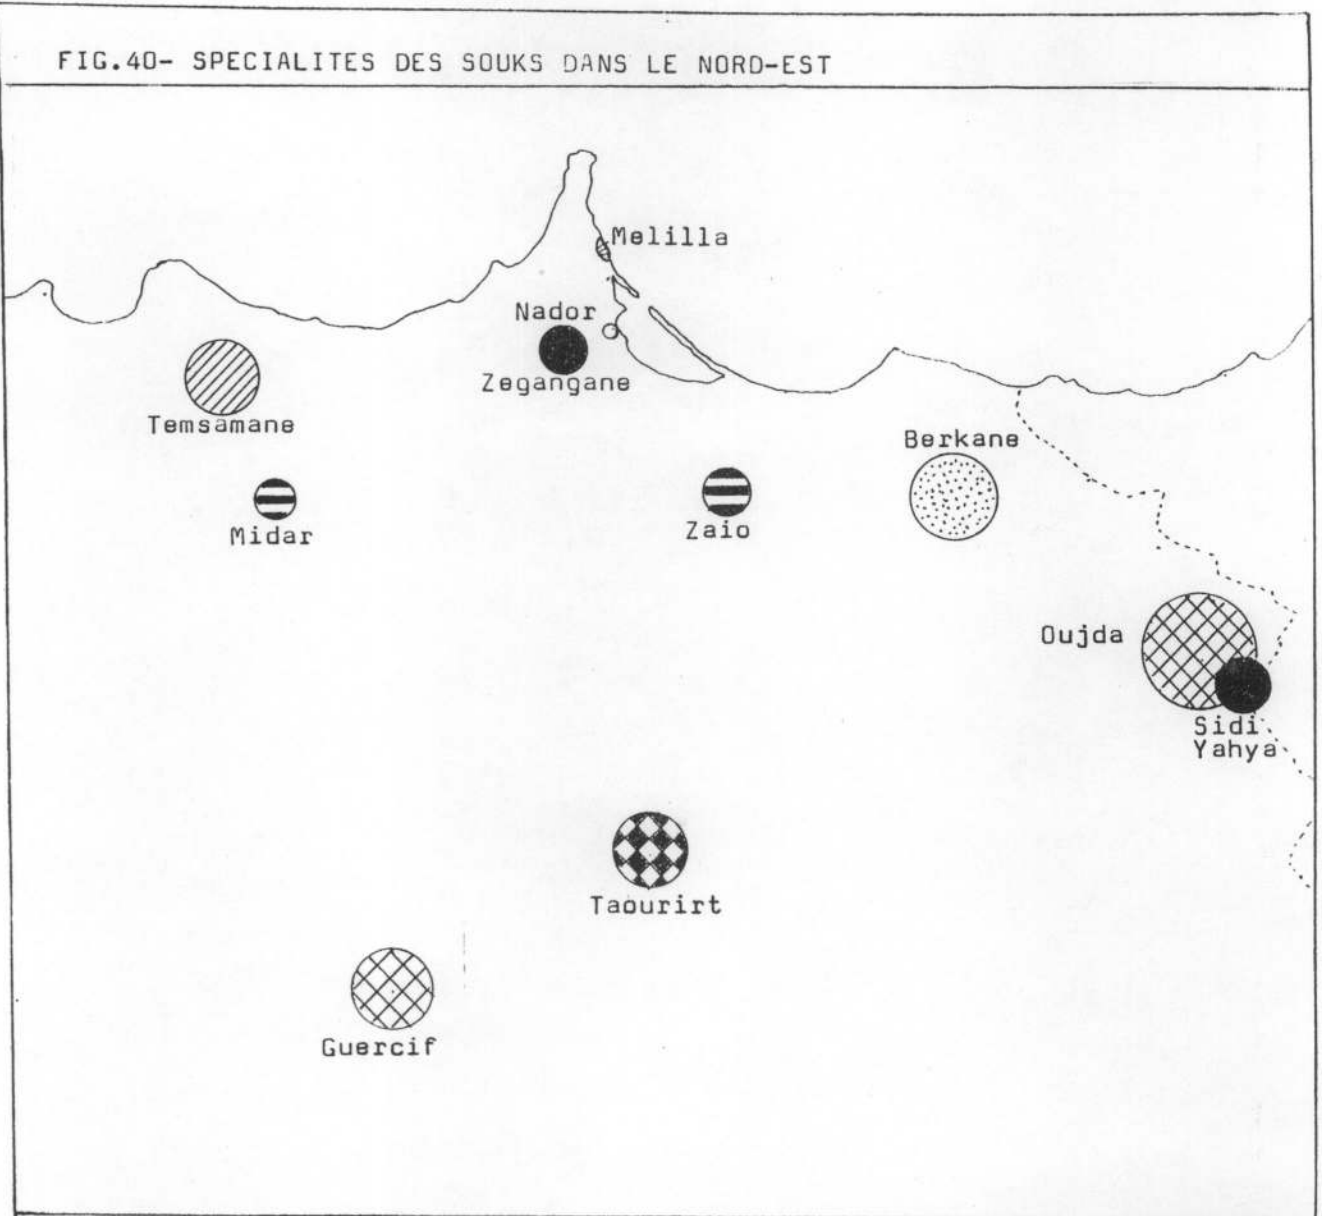 FIG.40- SPECIALITES DES SOUKS DANS LE NORD-EST
Melilla
Nador
Zegangane
Temsamane
Berkane
Midar
Zaio
Oujda
Sidi
Yahya
Taourirt
Guercif